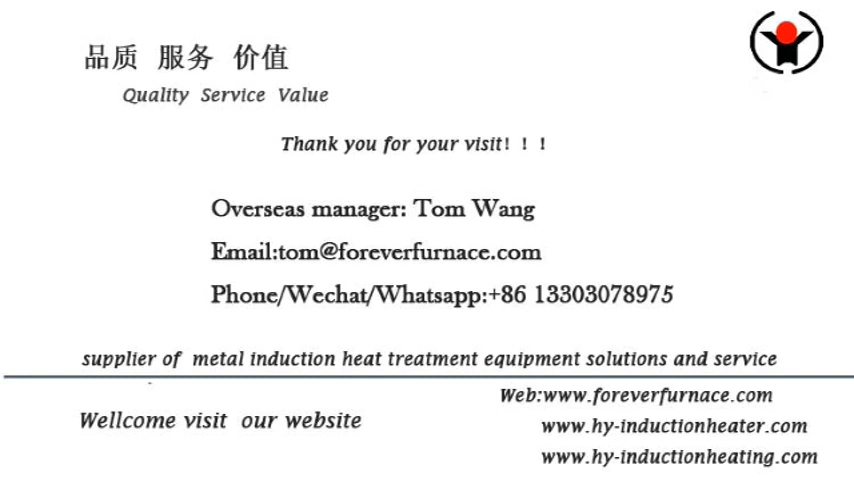 品质 服务 价值
Quality Service Value
Thank you for your visit！！！
Overseas manager: Tom Wang
Email:tom@foreverfurnace.com
Phone/Wechat/Whatsapp:+86 13303078975
supplier of metal induction heat treatment equipment solutions and service
Wellcome visit our website
Web:www.foreverfurnace.com
www.hy-inductionheater.com
www.hy-inductionheating.com